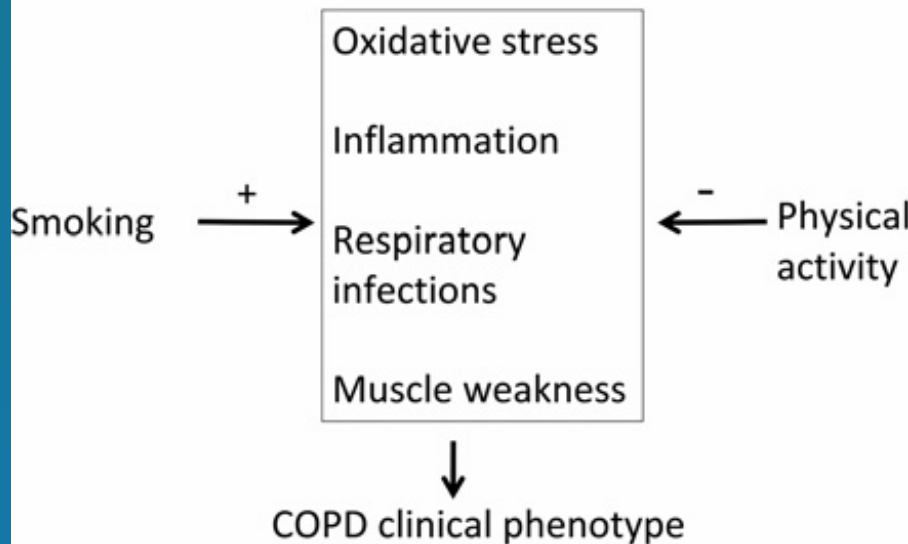 Oxidative stress
Inflammation
+
-
Smoking
Respiratory
infections
Physical
activity
Muscle weakness
COPD clinical phenotype